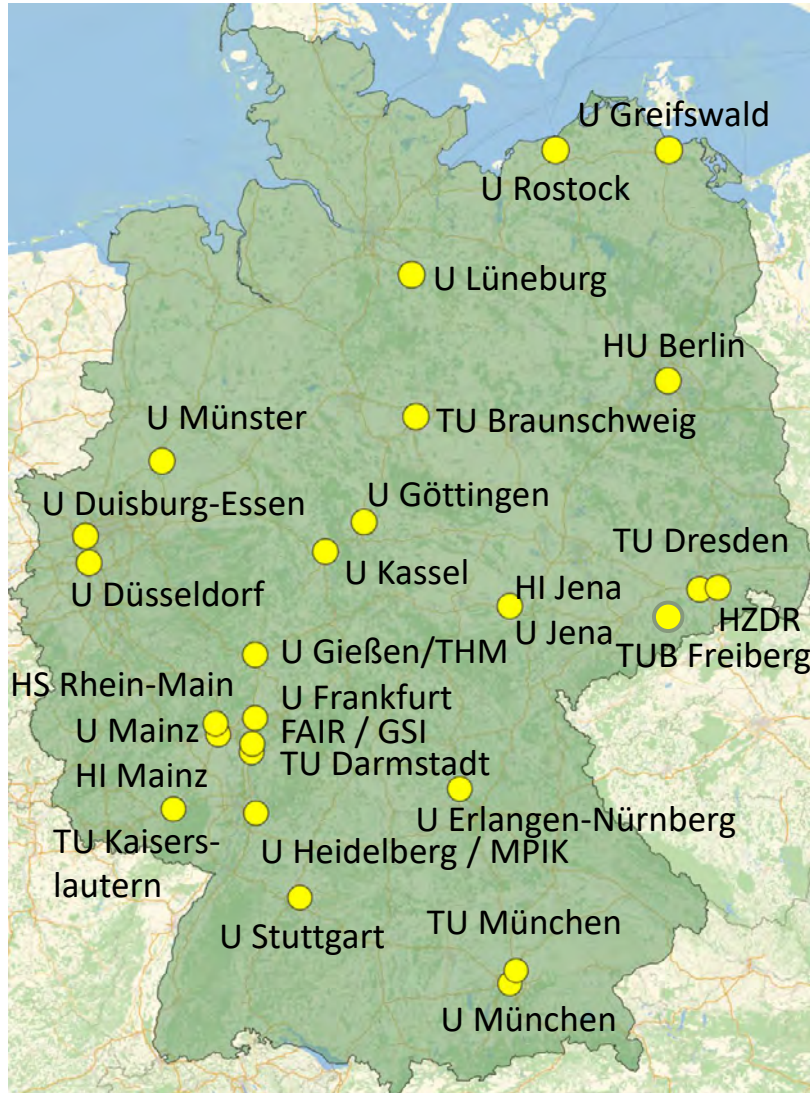 U Greifswald
U Rostock
U Lüneburg
HU Berlin
U Münster
TU Braunschweig
U Duisburg-Essen
U Göttingen
TU Dresden
U Düsseldorf
U Kassel
HI Jena
U Jena
HZDR
TUB Freiberg
U Gießen/THM
HS Rhein-Main
U Frankfurt
U Mainz
FAIR / GSI
HI Mainz
TU Darmstadt
U Erlangen-Nürnberg
TU Kaisers-
lautern
U Heidelberg / MPIK
U Stuttgart
TU München
U München